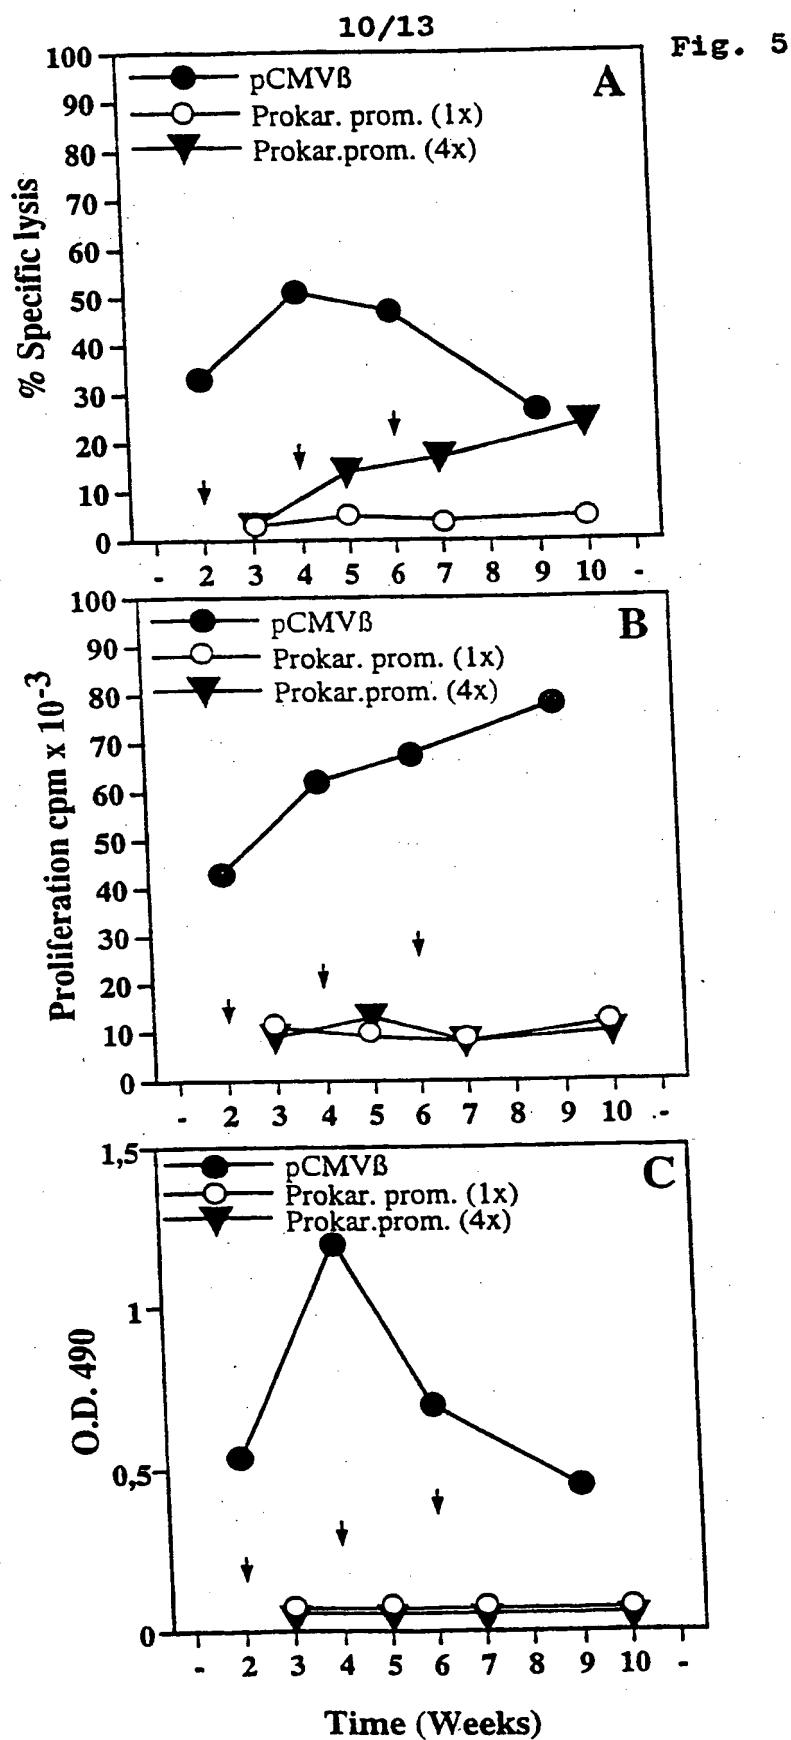 10/13
Fig. 5
A
pCMVß
Prokar. prom. (1x)
Prokar.prom. (4x)
% Specific lysis
100
90
80
70
60
50
40
30
20
10
0
- 2 3 4 5 6 7 8 9 10 -
B
pCMVß
Prokar. prom. (1x)
Prokar.prom. (4x)
Proliferation cpm x 10-3
100
90
80
70
60
50
40
30
20
10
0
- 2 3 4 5 6 7 8 9 10 -
C
pCMVß
Prokar. prom. (1x)
Prokar.prom. (4x)
O.D. 490
1,5
1
0,5
0
- 2 3 4 5 6 7 8 9 10 -
Time (Weeks)